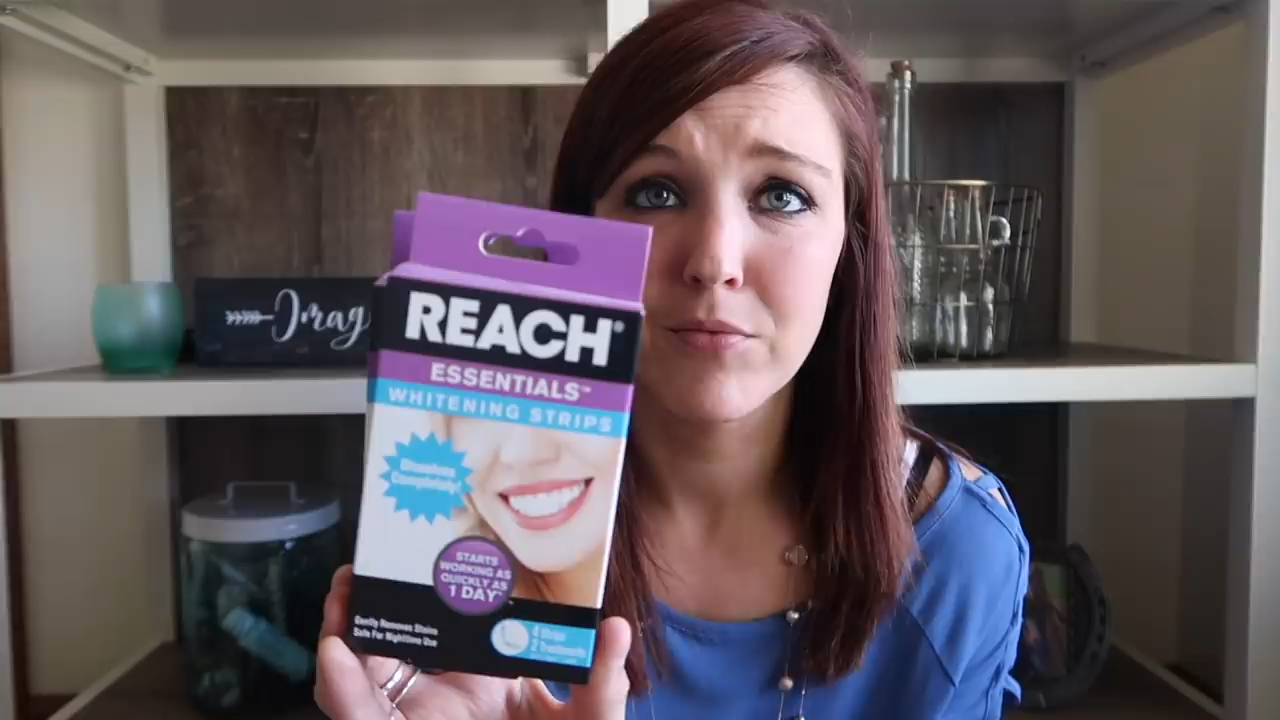 Imag
REACH®
ESSENTIALS™
WHITENING STRIPS
Dissolves
Completely!
STARTS
WORKING AS
QUICKLY AS
1 DAY*
Gently Removes Stains
Safe For Nighttime Use
4 Strips
2 Treatments